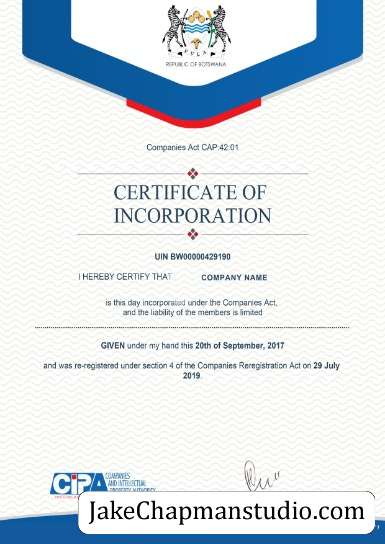 PULA
REPUBLIC OF BOTSWANA
Companies Act CAP:42:01
CERTIFICATE OF
INCORPORATION
UIN BW00000429190
I HEREBY CERTIFY THAT COMPANY NAME
is this day incorporated under the Companies Act,
and the liability of the members is limited
GIVEN under my hand this 20th of September, 2017
and was re-registered under section 4 of the Companies Reregistration Act on 29 July
2019.
CIPA
COMPANIES
AND INTELLECTUAL
PROPERTY AUTHORITY
JakeChapmanstudio.com